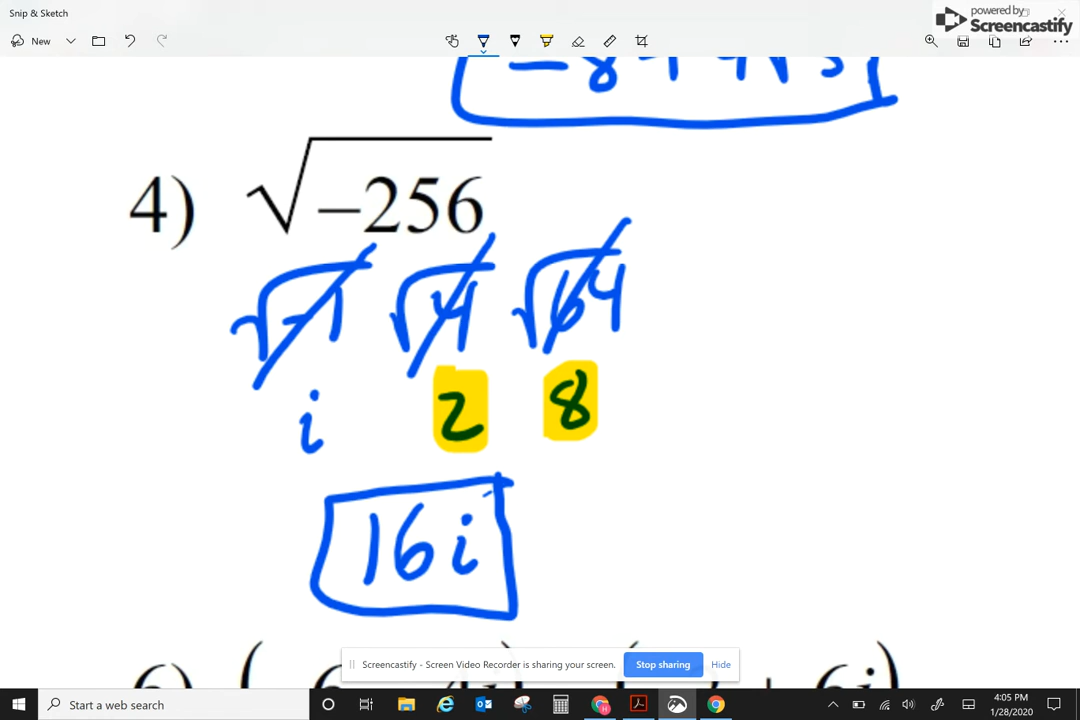 Snip & Sketch
powered by
Screencastify
New
4) √−256
√-1 √4 √64
i 2 8
16i
Screencastify - Screen Video Recorder is sharing your screen.
Stop sharing
Hide
+ 6i)
Start a web search
4:05 PM
1/28/2020